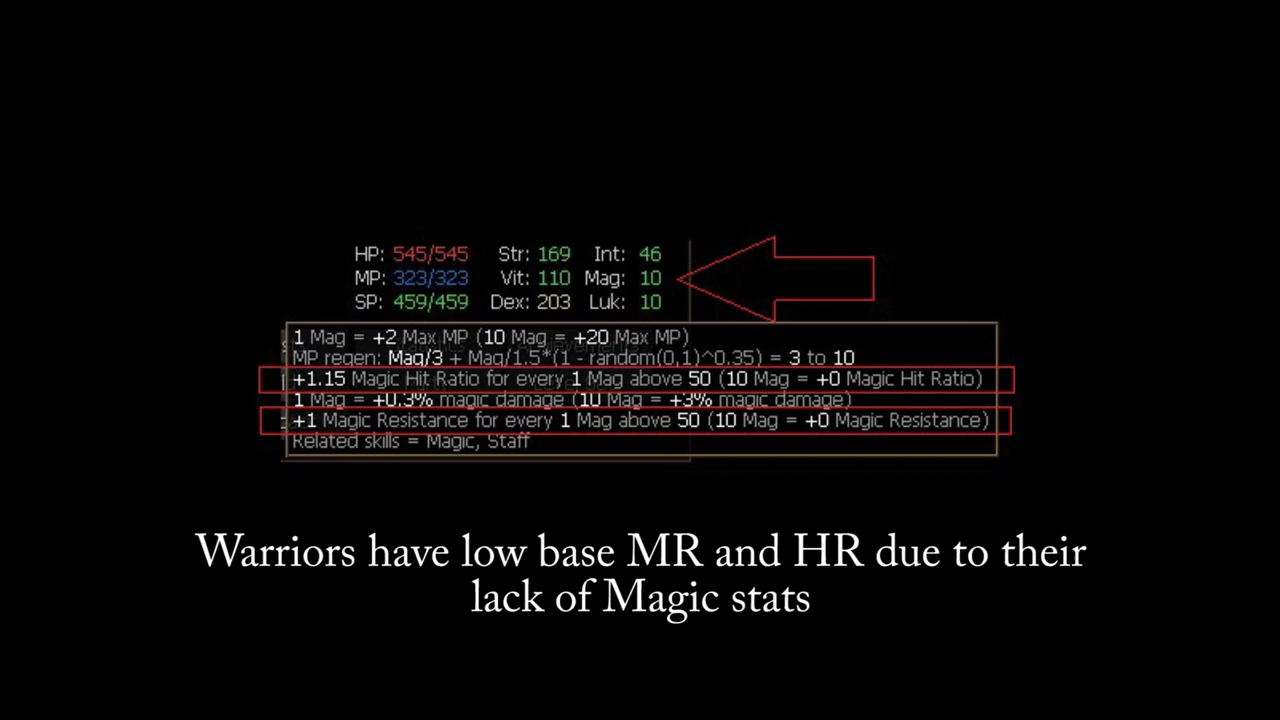 HP: 545/545 Str: 169 Int: 46
MP: 323/323 Vit: 110 Mag: 10
SP: 459/459 Dex: 203 Luk: 10
1 Mag = +2 Max MP (10 Mag = +20 Max MP)
MP regen: Mag/3 + Mag/1.5*(1 - random(0,1)^0.35) = 3 to 10
+1.15 Magic Hit Ratio for every 1 Mag above 50 (10 Mag = +0 Magic Hit Ratio)
1 Mag = +0.3% magic damage (10 Mag = +3% magic damage)
+1 Magic Resistance for every 1 Mag above 50 (10 Mag = +0 Magic Resistance)
Related skills = Magic, Staff
Warriors have low base MR and HR due to their
lack of Magic stats